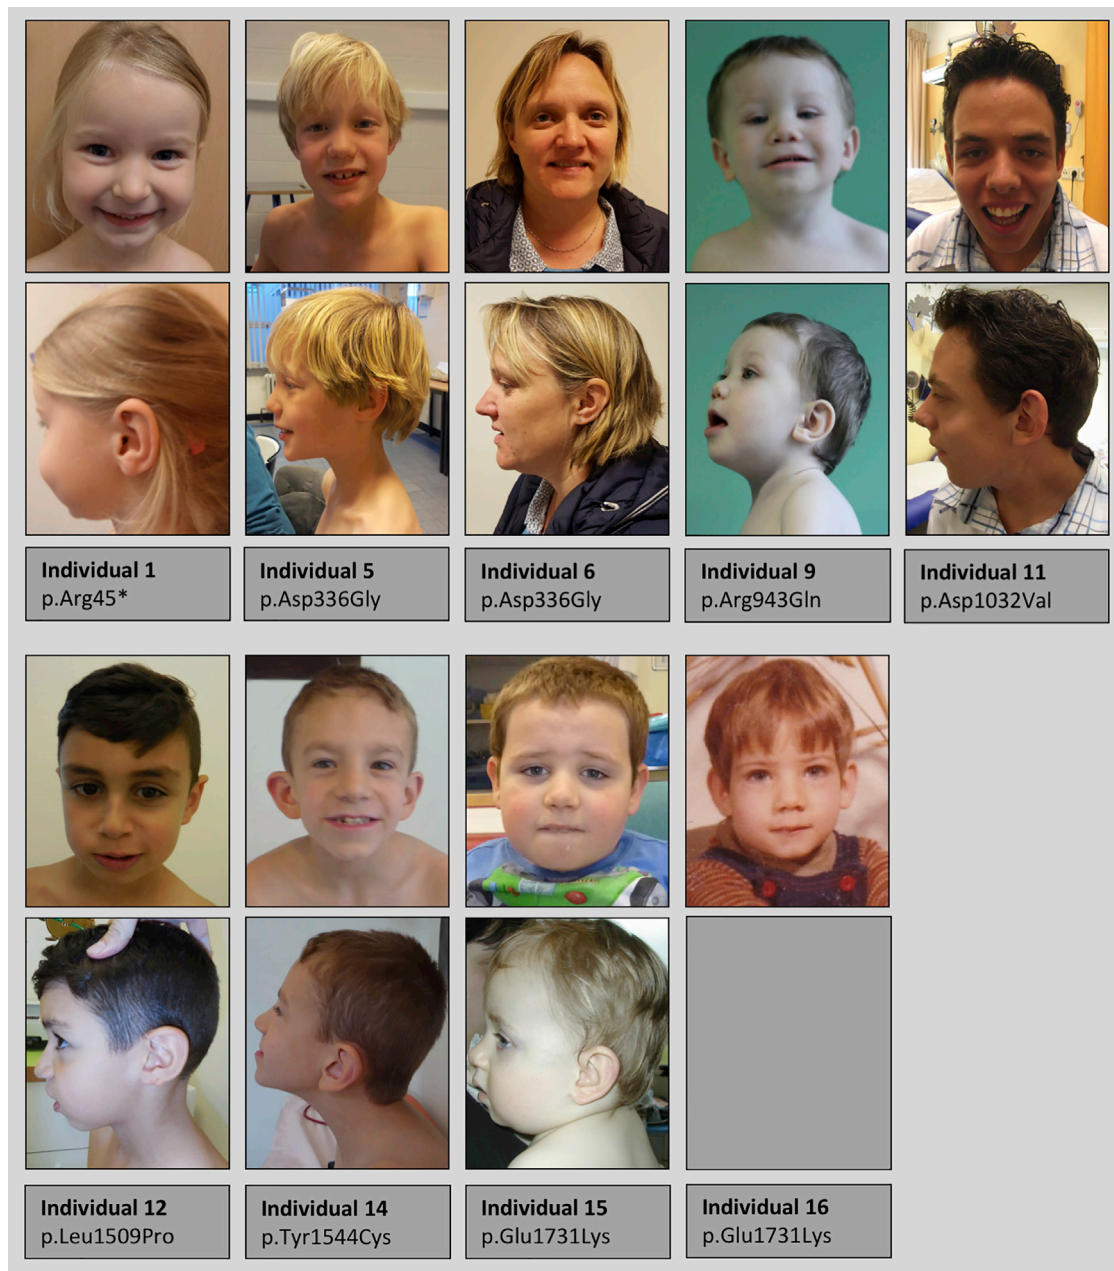 Individual 1
p.Arg45*
Individual 5
p.Asp336Gly
Individual 6
p.Asp336Gly
Individual 9
p.Arg943Gln
Individual 11
p.Asp1032Val
Individual 12
p.Leu1509Pro
Individual 14
p.Tyr1544Cys
Individual 15
p.Glu1731Lys
Individual 16
p.Glu1731Lys